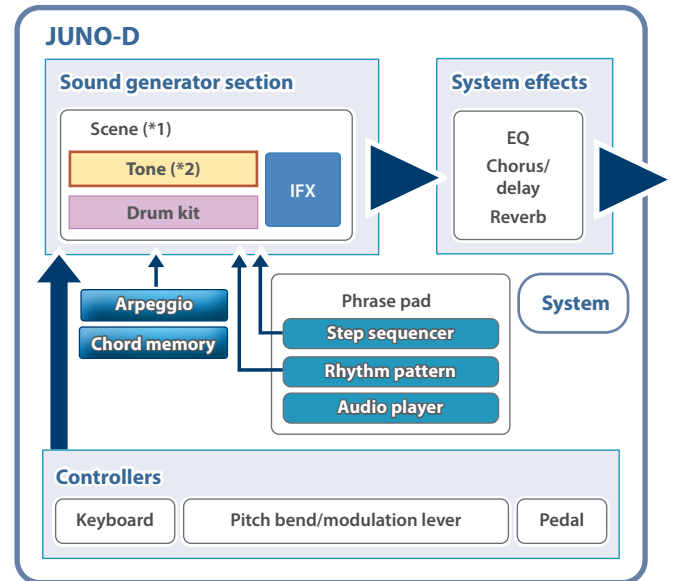 JUNO-D
Sound generator section
Scene (*1)
Tone (*2)
Drum kit
IFX
System effects
EQ
Chorus/
delay
Reverb
Arpeggio
Chord memory
Phrase pad
Step sequencer
Rhythm pattern
Audio player
System
Controllers
Keyboard
Pitch bend/modulation lever
Pedal